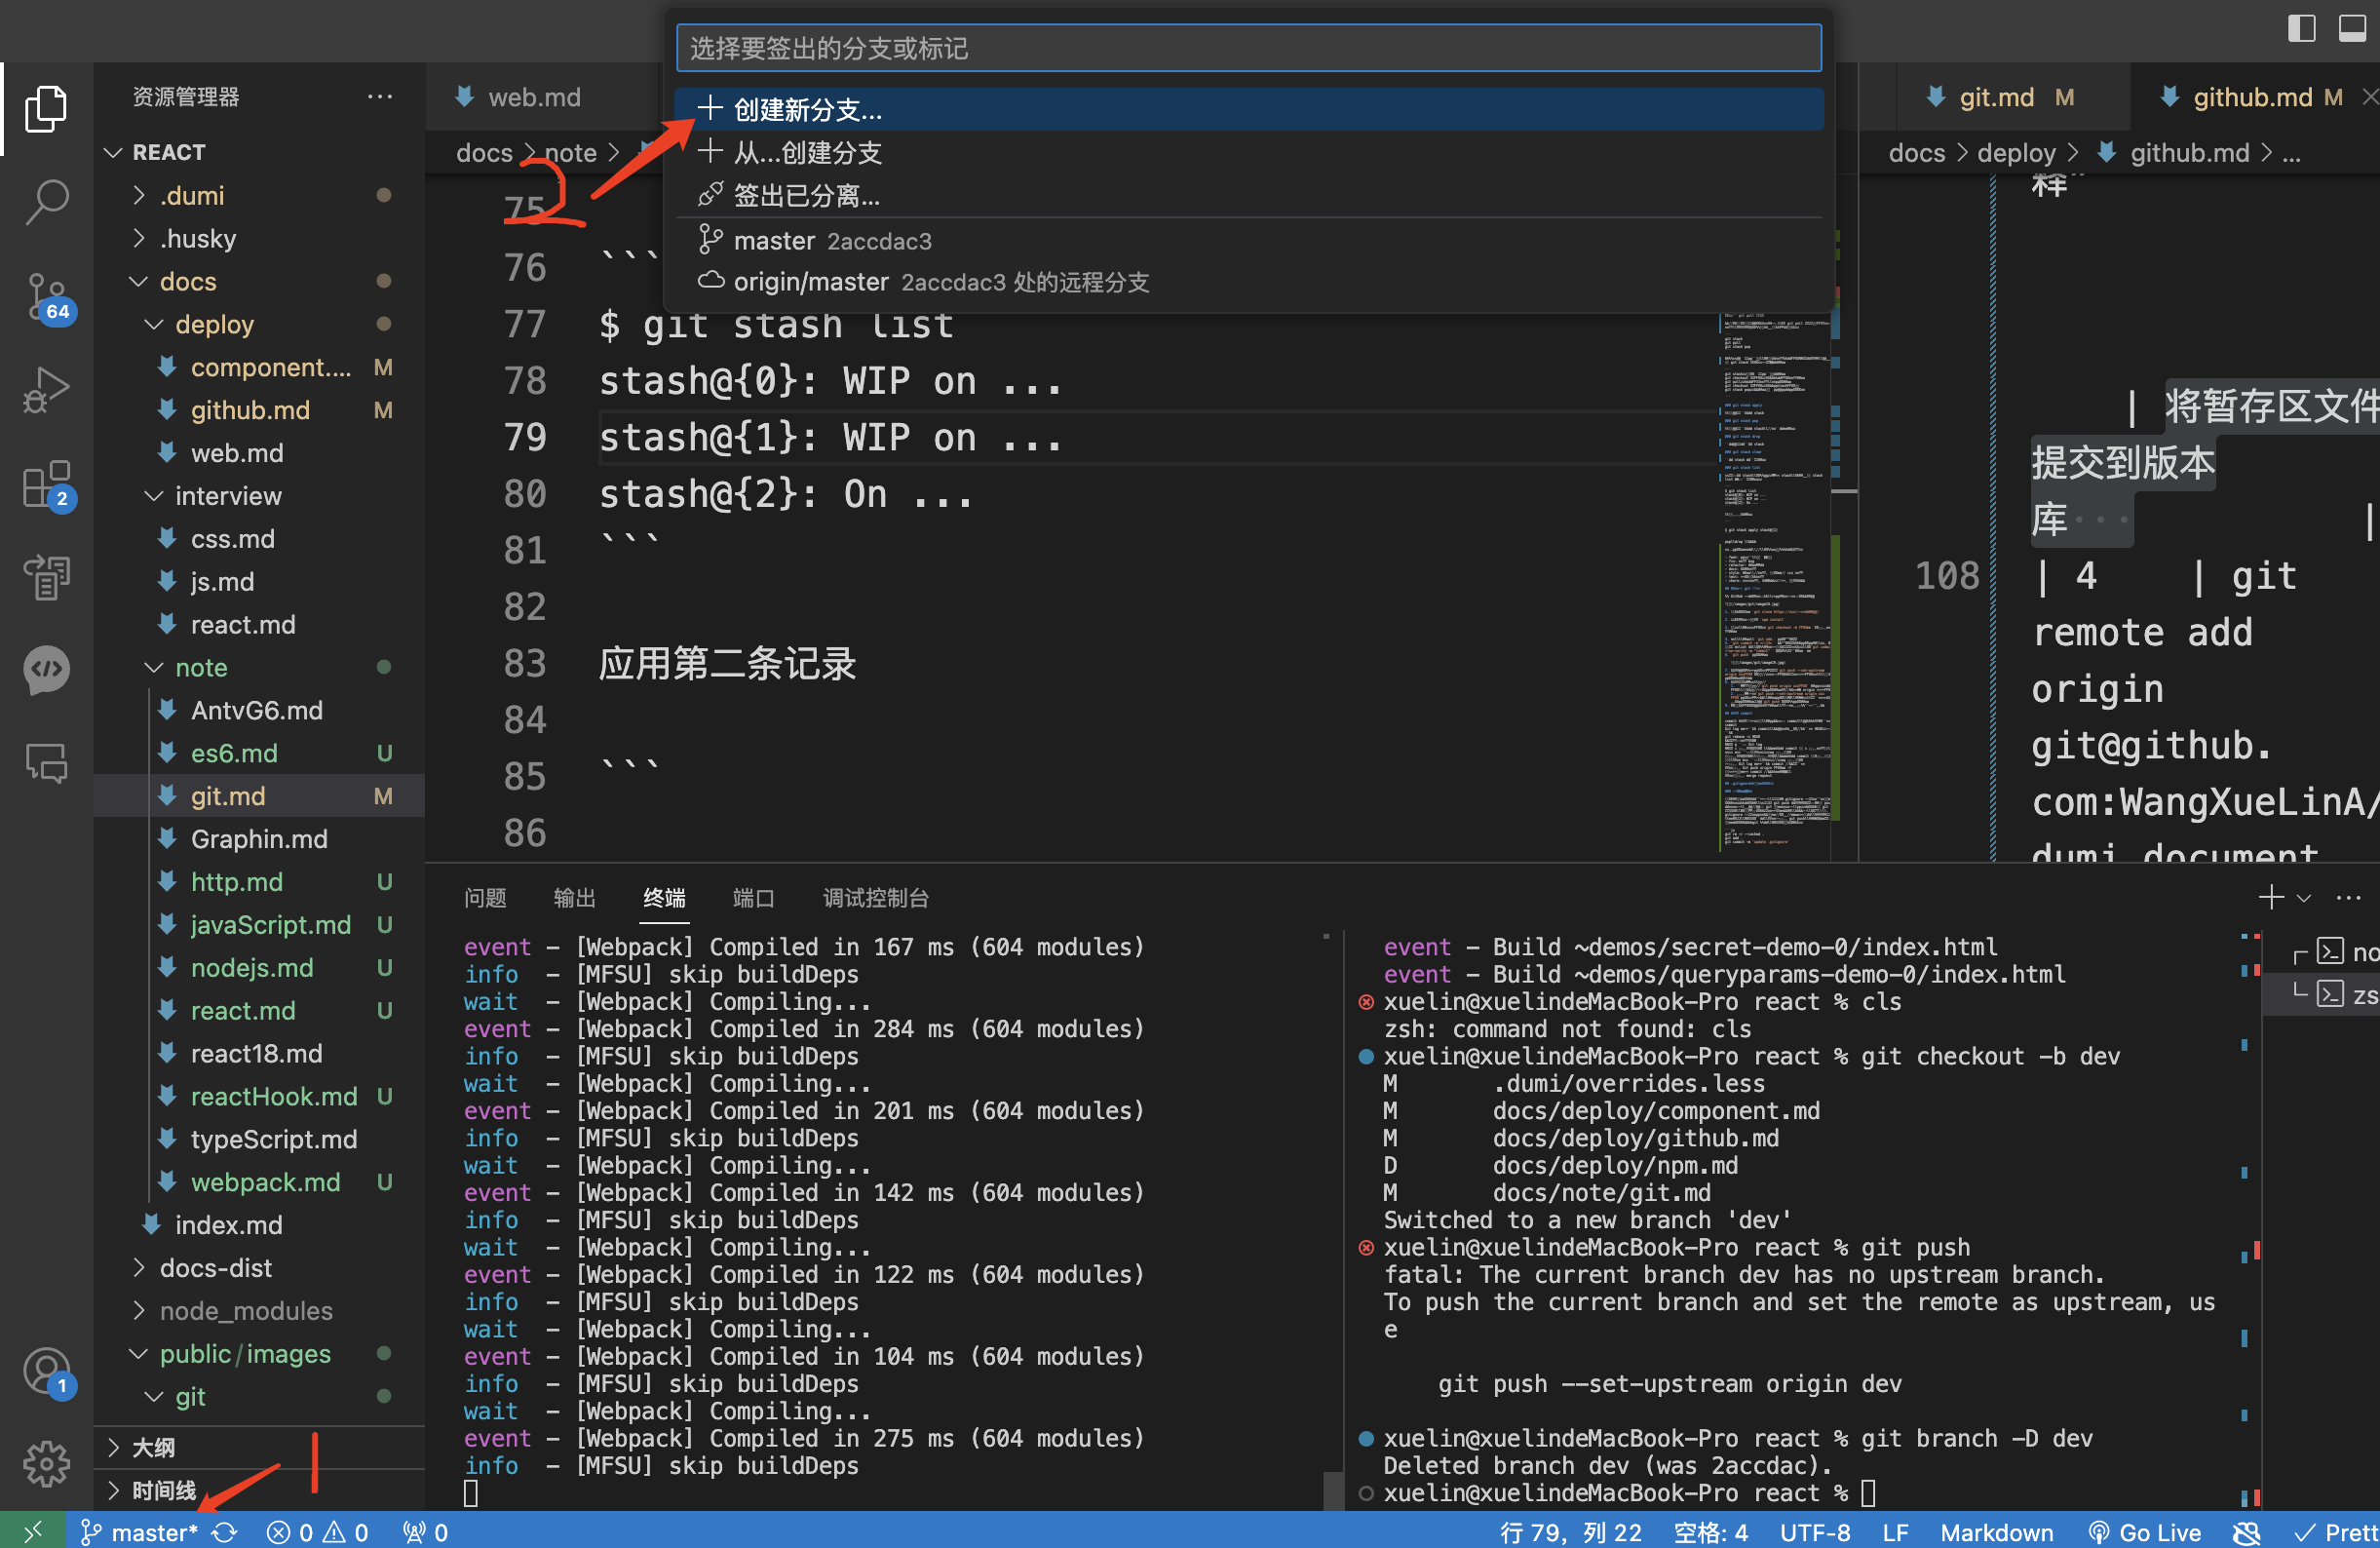 选择要签出的分支或标记
创建新分支...
从...创建分支
签出已分离...
master 2accdac3
origin/master 2accdac3 处的远程分支
2
资源管理器
REACT
.dumi
.husky
docs
deploy
component.... M
github.md M
web.md
interview
css.md
js.md
react.md
note
AntvG6.md
es6.md U
git.md M
Graphin.md
http.md U
javaScript.md U
nodejs.md U
react.md U
react18.md
reactHook.md U
typeScript.md
webpack.md U
index.md
docs-dist
node_modules
public/images
git
大纲
时间线
1
64
2
1
web.md
docs > note >
75
76 ```
77 $ git stash list
78 stash@{0}: WIP on ...
79 stash@{1}: WIP on ...
80 stash@{2}: On ...
81 ```
82
83 应用第二条记录
84
85 ```
86
git.md M
github.md M
docs > deploy > github.md > ...
释"
| 将暂存区文件
提交到版本
库··· |
108 | 4 | git
remote add
origin
git@github.
com:WangXueLinA/
dumi document
问题 输出 终端 端口 调试控制台
event - [Webpack] Compiled in 167 ms (604 modules)
info - [MFSU] skip buildDeps
wait - [Webpack] Compiling...
event - [Webpack] Compiled in 284 ms (604 modules)
info - [MFSU] skip buildDeps
wait - [Webpack] Compiling...
event - [Webpack] Compiled in 201 ms (604 modules)
info - [MFSU] skip buildDeps
wait - [Webpack] Compiling...
event - [Webpack] Compiled in 142 ms (604 modules)
info - [MFSU] skip buildDeps
wait - [Webpack] Compiling...
event - [Webpack] Compiled in 122 ms (604 modules)
info - [MFSU] skip buildDeps
wait - [Webpack] Compiling...
event - [Webpack] Compiled in 104 ms (604 modules)
info - [MFSU] skip buildDeps
wait - [Webpack] Compiling...
event - [Webpack] Compiled in 275 ms (604 modules)
info - [MFSU] skip buildDeps
event - Build ~demos/secret-demo-0/index.html
event - Build ~demos/queryparams-demo-0/index.html
xuelin@xuelindeMacBook-Pro react % cls
zsh: command not found: cls
xuelin@xuelindeMacBook-Pro react % git checkout -b dev
M .dumi/overrides.less
M docs/deploy/component.md
M docs/deploy/github.md
D docs/deploy/npm.md
M docs/note/git.md
Switched to a new branch 'dev'
xuelin@xuelindeMacBook-Pro react % git push
fatal: The current branch dev has no upstream branch.
To push the current branch and set the remote as upstream, us
e
git push --set-upstream origin dev
xuelin@xuelindeMacBook-Pro react % git branch -D dev
Deleted branch dev (was 2accdac).
xuelin@xuelindeMacBook-Pro react %
no
zs
master* 0 0 0 行 79, 列 22 空格: 4 UTF-8 LF Markdown Go Live Prett